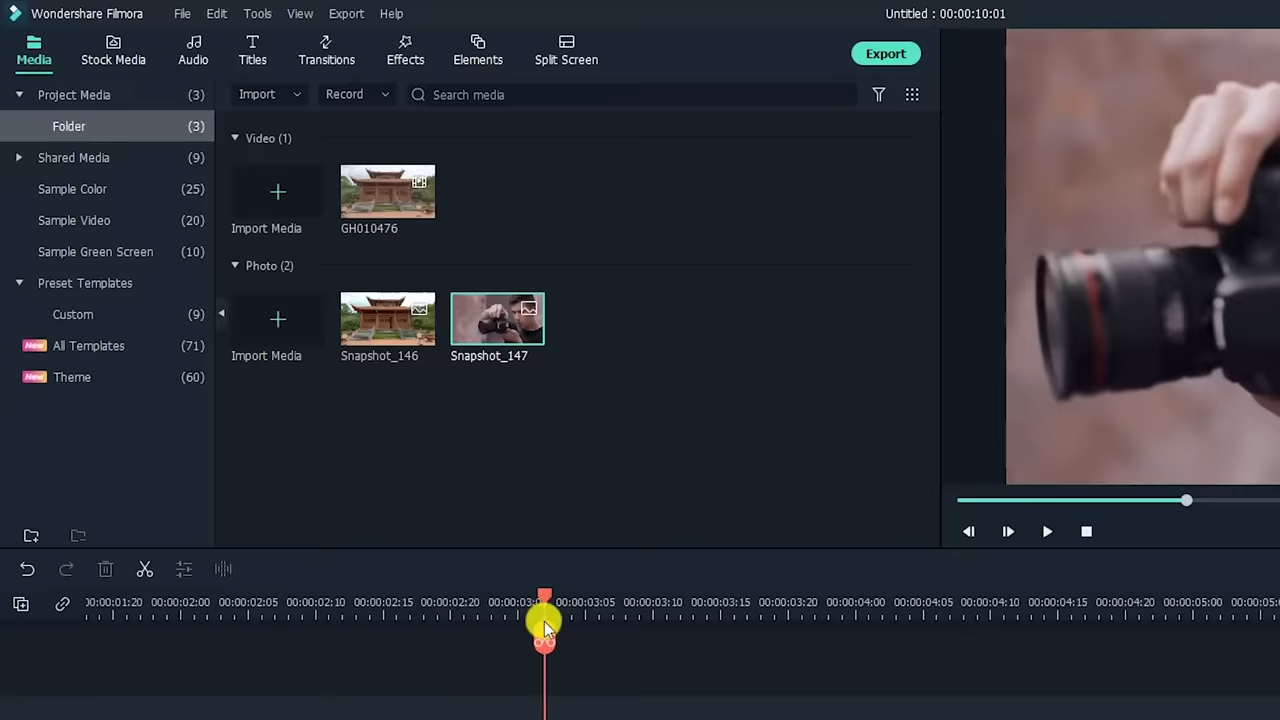 Wondershare Filmora File Edit Tools View Export Help Untitled : 00:00:10:01
Media Stock Media Audio Titles Transitions Effects Elements Split Screen Export
Project Media (3)
Folder (3)
Shared Media (9)
Sample Color (25)
Sample Video (20)
Sample Green Screen (10)
Preset Templates
Custom (9)
New All Templates (71)
New Theme (60)
Import Record Search media
Video (1)
Import Media GH010476
Photo (2)
Import Media Snapshot_146 Snapshot_147
00:00:01:20 00:00:02:00 00:00:02:05 00:00:02:10 00:00:02:15 00:00:02:20 00:00:03:0 00:00:03:05 00:00:03:10 00:00:03:15 00:00:03:20 00:00:04:00 00:00:04:05 00:00:04:10 00:00:04:15 00:00:04:20 00:00:05:00 00:00:05:0